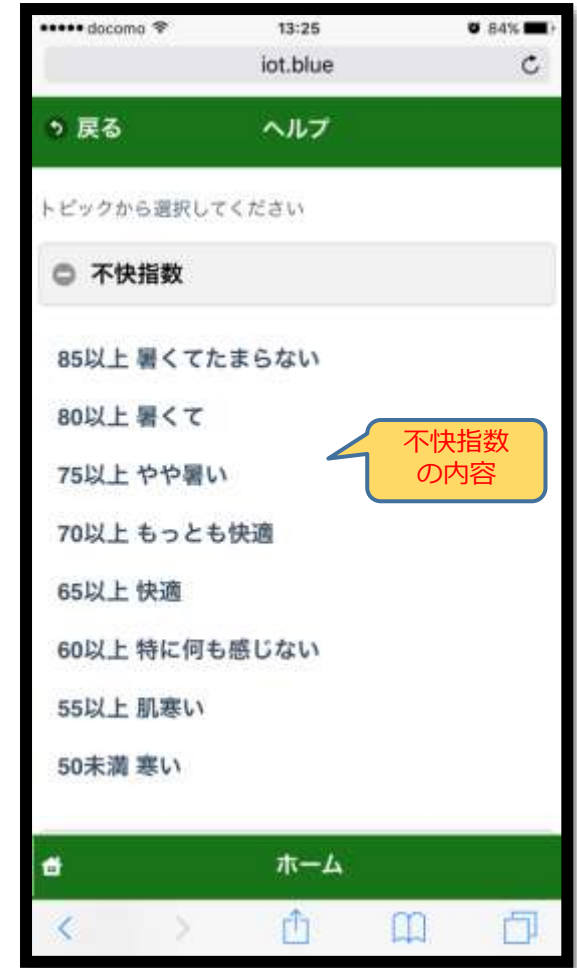 docomo 13:25 84%
iot.blue
戻る ヘルプ
トピックから選択してください
不快指数
85以上 暑くてたまらない
80以上 暑くて
75以上 やや暑い
70以上 もっとも快適
65以上 快適
60以上 特に何も感じない
55以上 肌寒い
50未満 寒い
不快指数
の内容
ホーム